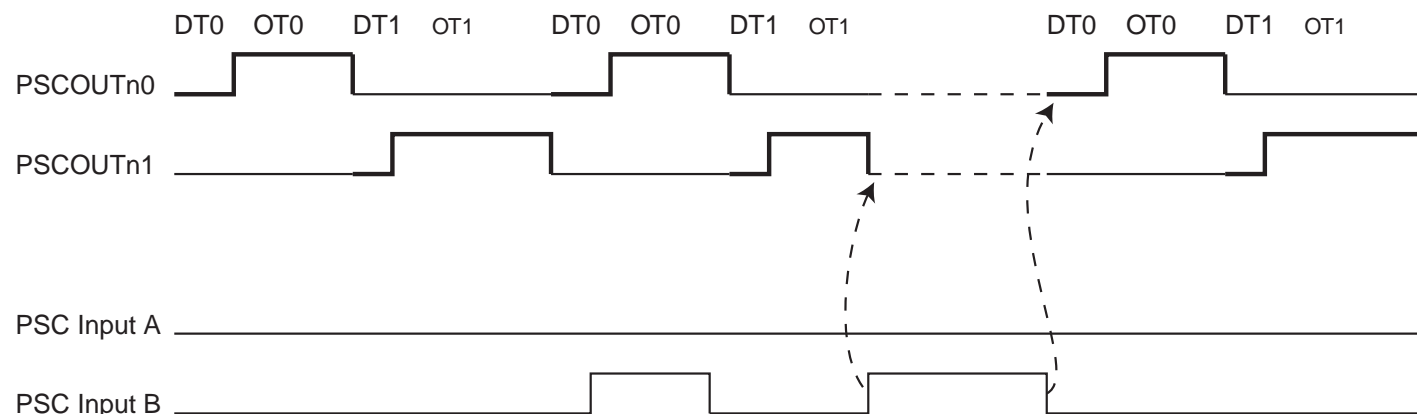 DT0 OT0 DT1 OT1 DT0 OT0 DT1 OT1 DT0 OT0 DT1 OT1
PSCOUTn0
PSCOUTn1
PSC Input A
PSC Input B